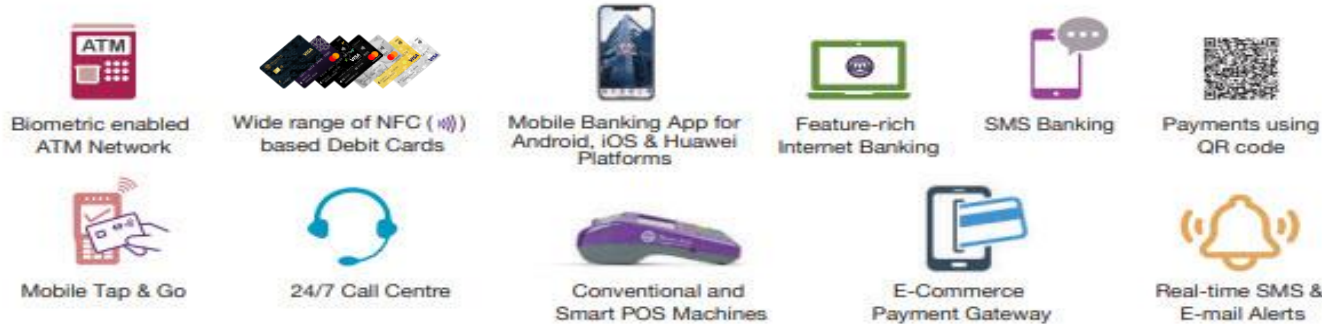 ATM
Biometric enabled
ATM Network
Wide range of NFC ( ) 
based Debit Cards
Mobile Banking App for
Android, iOS & Huawei
Platforms
Feature-rich
Internet Banking
SMS Banking
Payments using
QR code
Mobile Tap & Go
24/7 Call Centre
Conventional and
Smart POS Machines
E-Commerce
Payment Gateway
Real-time SMS &
E-mail Alerts